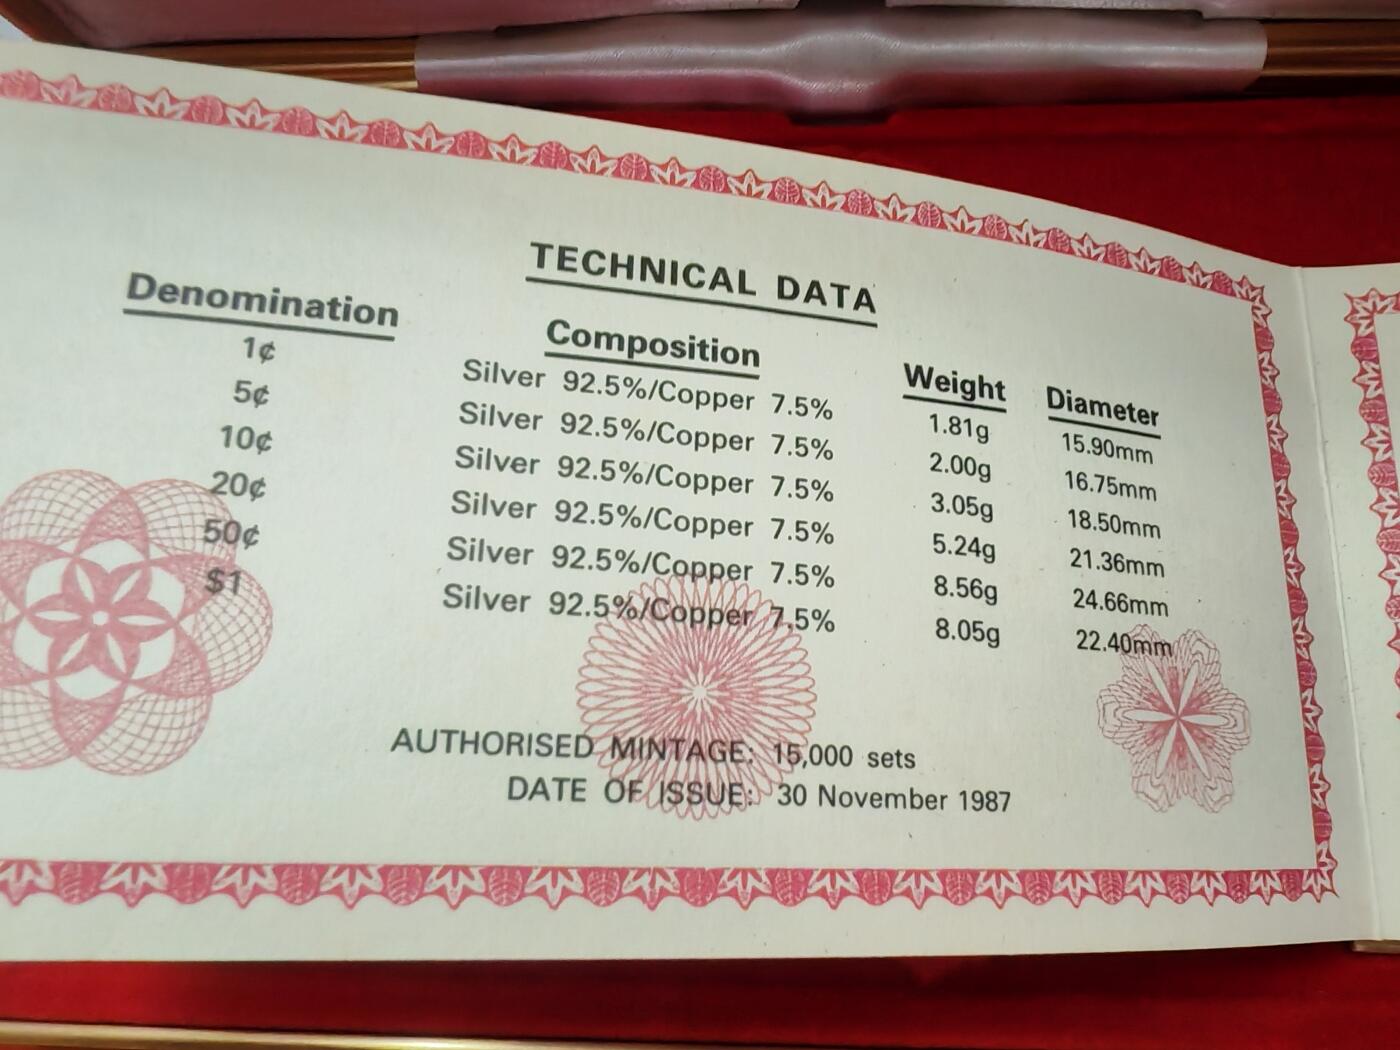 TECHNICAL DATA
Denomination Composition Weight Diameter
1¢ Silver 92.5%/Copper 7.5% 1.81g 15.90mm
5¢ Silver 92.5%/Copper 7.5% 2.00g 16.75mm
10¢ Silver 92.5%/Copper 7.5% 3.05g 18.50mm
20¢ Silver 92.5%/Copper 7.5% 5.24g 21.36mm
50¢ Silver 92.5%/Copper 7.5% 8.56g 24.66mm
$1 Silver 92.5%/Copper 7.5% 8.05g 22.40mm
AUTHORISED MINTAGE: 15,000 sets
DATE OF ISSUE: 30 November 1987